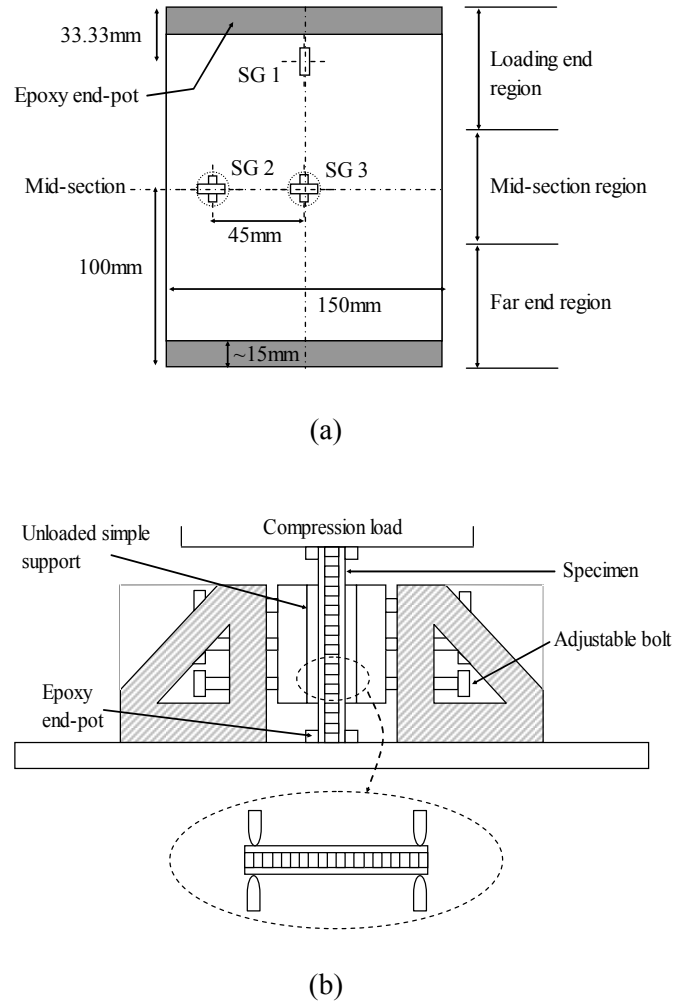 33.33mm
SG 1
Epoxy end-pot
Loading end
region
SG 2
SG 3
Mid-section
Mid-section region
45mm
100mm
150mm
Far end region
~15mm
(a)
Unloaded simple
support
Compression load
Specimen
Adjustable bolt
Epoxy
end-pot
(b)